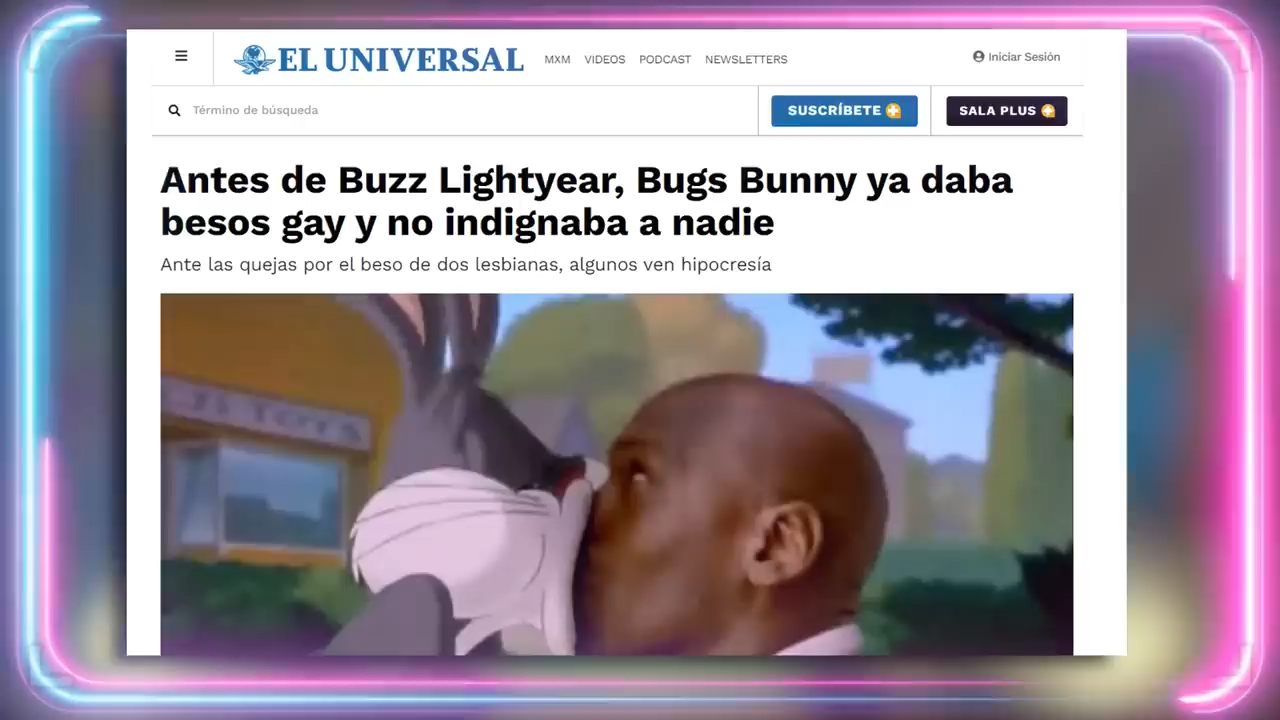 EL UNIVERSAL
MXM VIDEOS PODCAST NEWSLETTERS
Iniciar Sesión
Término de búsqueda
SUSCRÍBETE
SALA PLUS
Antes de Buzz Lightyear, Bugs Bunny ya daba
besos gay y no indignaba a nadie
Ante las quejas por el beso de dos lesbianas, algunos ven hipocresía